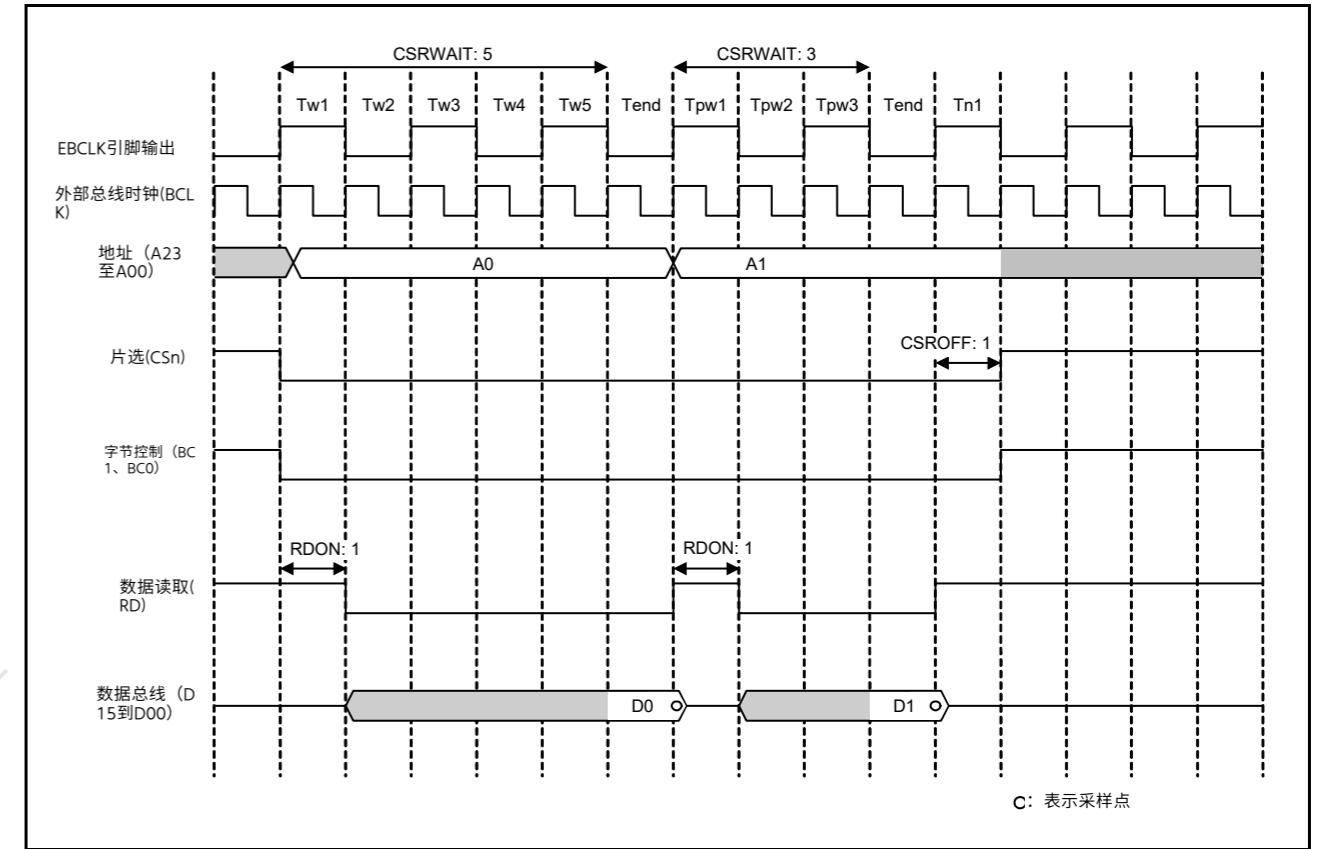 CSRWAIT: 5
CSRWAIT: 3
Tw1 Tw2 Tw3 Tw4 Tw5 Tend Tpw1 Tpw2 Tpw3 Tend Tn1
EBCLK引脚输出
外部总线时钟(BCL
K)
地址（A23
至A00）
A0
A1
片选(CSn)
CSROFF: 1
字节控制（BC
1、BC0）
RDON: 1
RDON: 1
数据读取(
RD)
数据总线（D
15到D00）
D0
D1
O：表示采样点